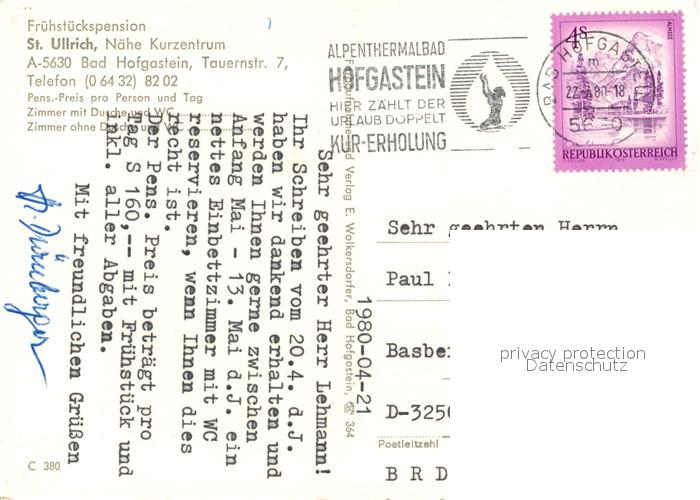 Frühstückspension
St. Ullrich, Nähe Kurzentrum
A-5630 Bad Hofgastein, Tauernstr. 7,
Telefon (0 64 32) 82 02
Pens.-Preis pro Person und Tag
Zimmer mit Dusche und WC
Zimmer ohne Dusche u
ALPENTHERMALBAD
HOFGASTEIN
HIER ZÄHLT DER
URLAUB DOPPELT
KUR-ERHOLUNG
BAD HOFGASTEIN
4S
REPUBLIK ÖSTERREICH
1980-04-21
Sehr geehrter Herr Lehmann!
Ihr Schreiben vom 20.4. d.J.
haben wir dankend erhalten und
werden Ihnen gerne zwischen
Anfang Mai - 13. Mai d.J. ein
nettes Einbettzimmer mit WC
reservieren, wenn Ihnen dies
recht ist.
Der Pens. Preis beträgt pro
Tag S 160,-- mit Frühstück und
inkl. aller Abgaben.
Mit freundlichen Grüßen
Verlag E. Wolkersdorfer, Bad Hofgastein, 364
Sehr geehrten Herrn
Paul
Basbe
D-325
Postleitzahl
B R D
C 380
privacy protection
Datenschutz